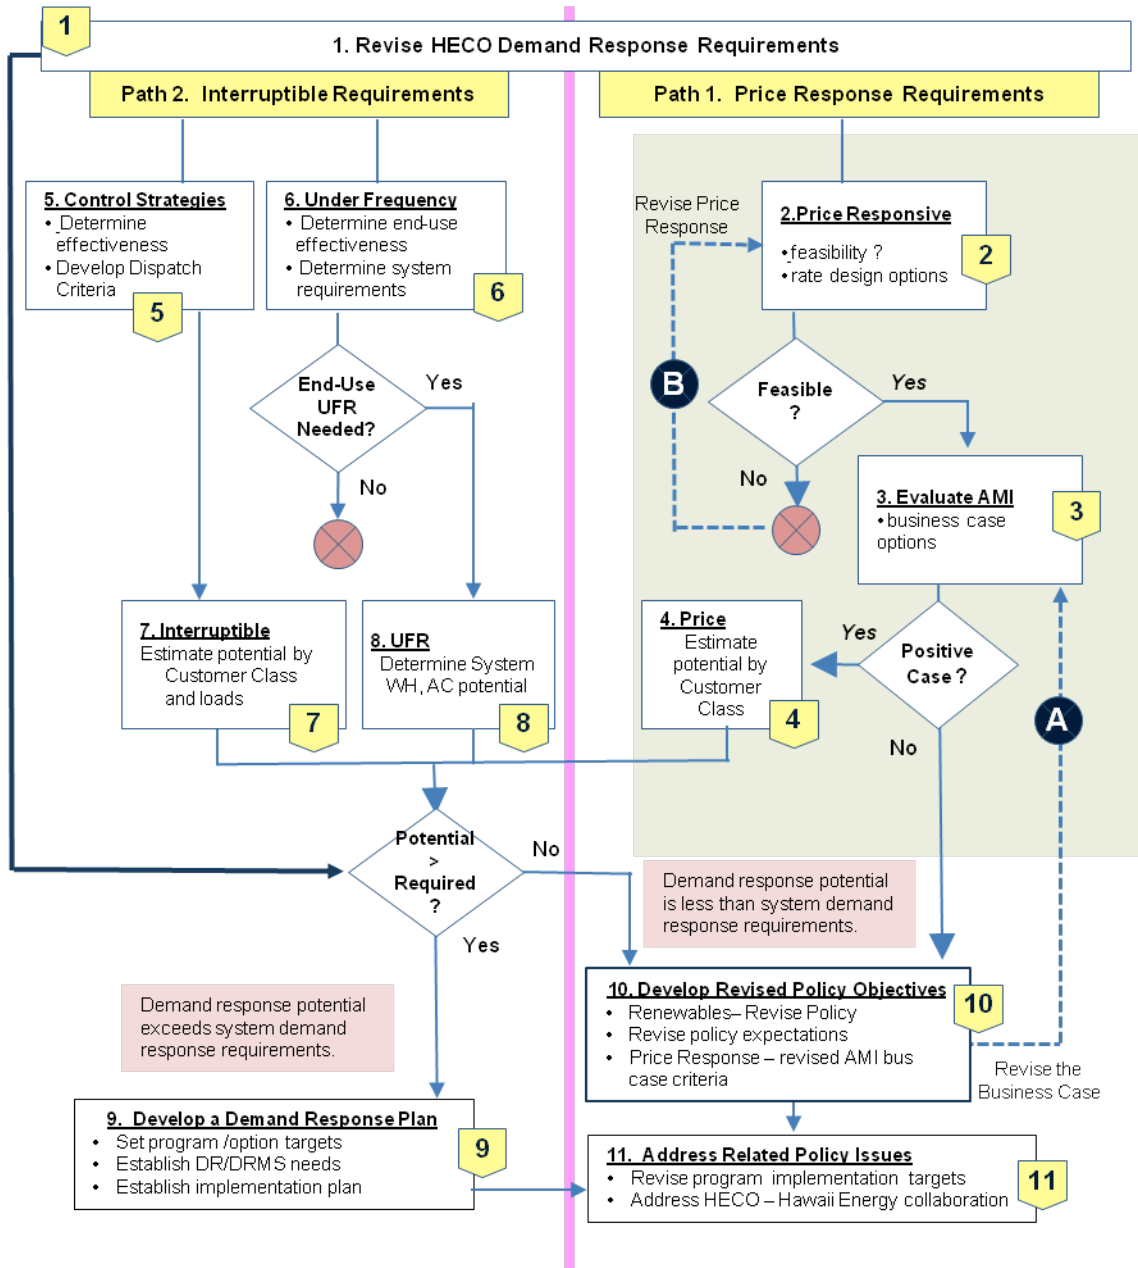 1
1. Revise HECO Demand Response Requirements
Path 2. Interruptible Requirements
Path 1. Price Response Requirements
5. Control Strategies
• Determine
effectiveness
• Develop Dispatch
Criteria
5
6. Under Frequency
• Determine end-use
effectiveness
• Determine system
requirements
6
Revise Price
Response
2.Price Responsive
• feasibility ?
• rate design options
2
End-Use
UFR
Needed?
Yes
No
B
Feasible
?
Yes
No
3. Evaluate AMI
• business case
options
3
7. Interruptible
Estimate potential by
Customer Class
and loads
7
8. UFR
Determine System
WH, AC potential
8
4. Price
Estimate
potential by
Customer
Class
4
Yes
Positive
Case ?
No
A
Potential
>
Required
?
No
Yes
Demand response potential
is less than system demand
response requirements.
Demand response potential
exceeds system demand
response requirements.
10. Develop Revised Policy Objectives
• Renewables– Revise Policy
• Revise policy expectations
• Price Response – revised AMI bus
case criteria
10
Revise the
Business Case
9. Develop a Demand Response Plan
• Set program /option targets
• Establish DR/DRMS needs
• Establish implementation plan
9
11. Address Related Policy Issues
• Revise program implementation targets
• Address HECO – Hawaii Energy collaboration
11